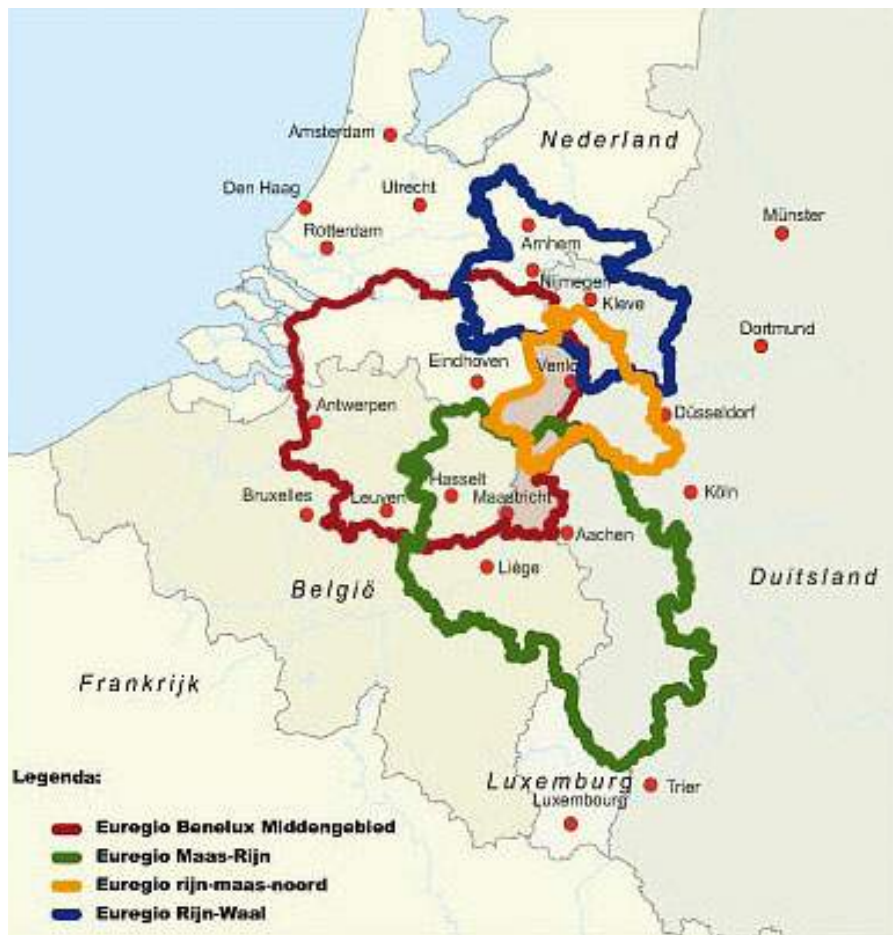 Amsterdam
Nederland
Den Haag
Utrecht
Münster
Rotterdam
Arnhem
Nijmegen
Kleve
Dortmund
Eindhoven
Venlo
Antwerpen
Düsseldorf
Hasselt
Bruxelles
Leuven
Maastricht
Köln
Aachen
Liège
België
Duitsland
Frankrijk
Legenda:
Luxemburg
Trier
Luxembourg
Euregio Benelux Middengebied
Euregio Maas-Rijn
Euregio rijn-maas-noord
Euregio Rijn-Waal